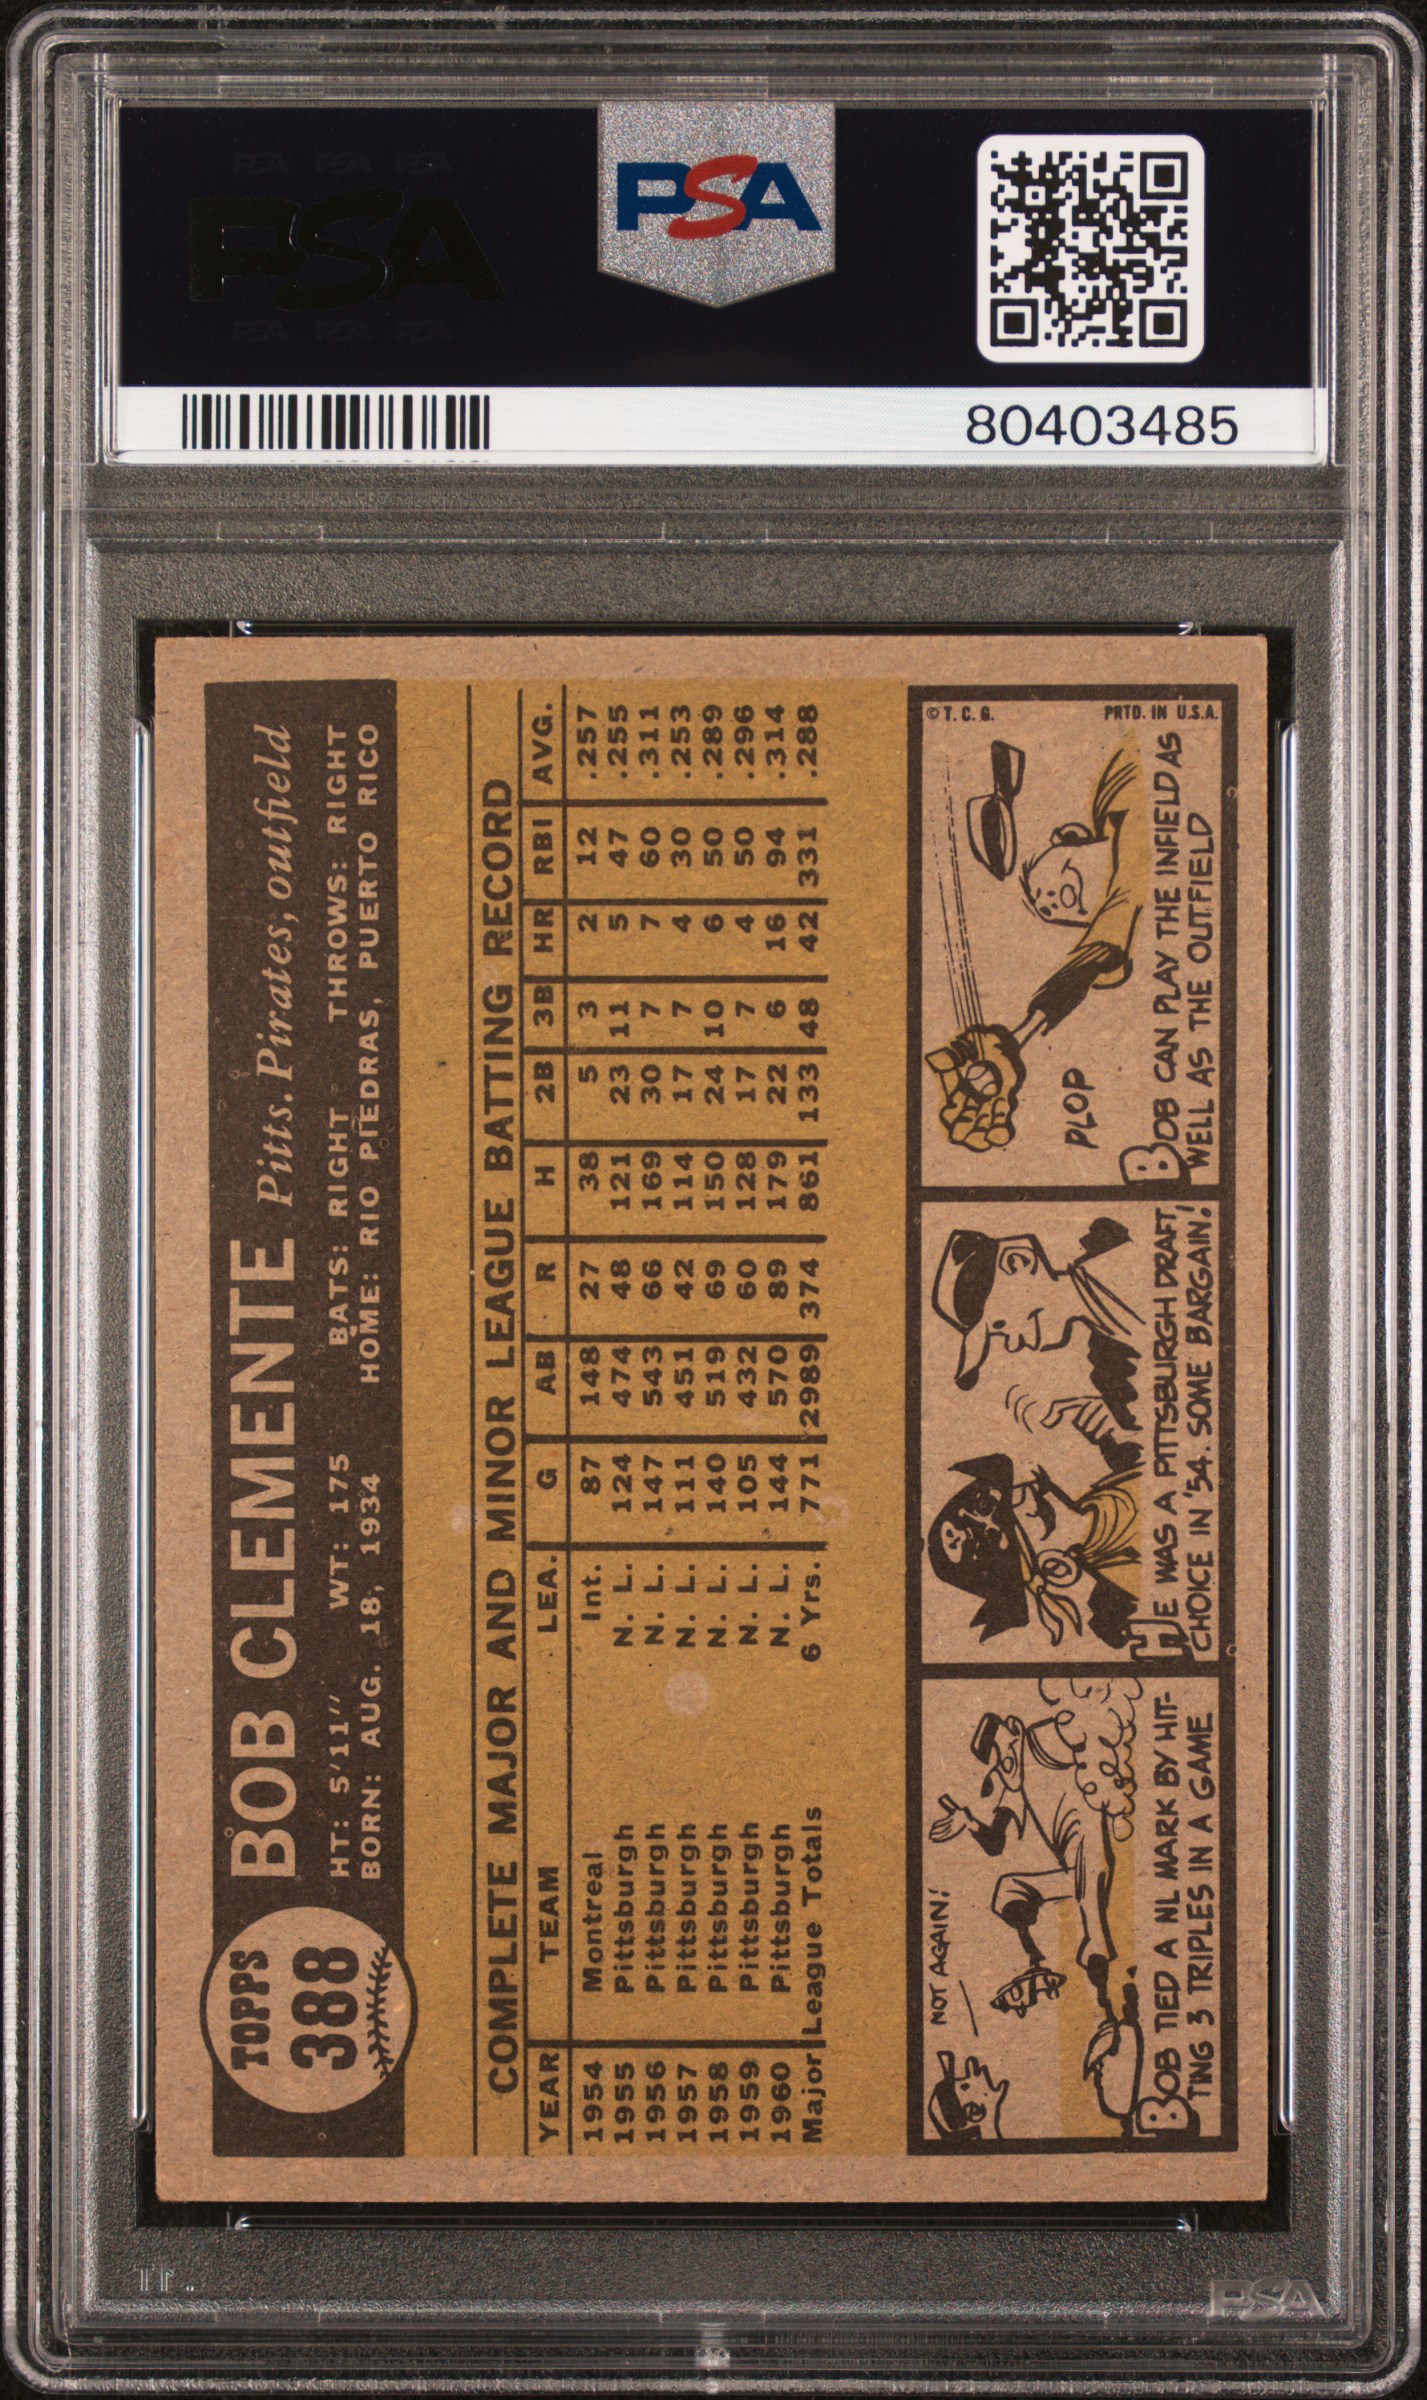 PSA PSA PSA
PSA
PSA PSA PSA
PSA
80403485
TOPPS
388
BOB CLEMENTE Pitts. Pirates, outfield
HT: 5'11" WT: 175 BATS: RIGHT THROWS: RIGHT
BORN: AUG. 18, 1934 HOME: RIO PIEDRAS, PUERTO RICO
COMPLETE MAJOR AND MINOR LEAGUE BATTING RECORD
YEAR TEAM LEA. G AB R H 2B 3B HR RBI AVG.
1954 Montreal Int. 87 148 27 38 5 3 2 12 .257
1955 Pittsburgh N. L. 124 474 48 121 23 11 5 47 .255
1956 Pittsburgh N. L. 147 543 66 169 30 7 7 60 .311
1957 Pittsburgh N. L. 111 451 42 114 17 7 4 30 .253
1958 Pittsburgh N. L. 140 519 69 150 24 10 6 50 .289
1959 Pittsburgh N. L. 105 432 60 128 17 7 4 50 .296
1960 Pittsburgh N. L. 144 570 89 179 22 6 16 94 .314
Major League Totals 6 Yrs. 771 2989 374 861 133 48 42 331 .288
NOT AGAIN!
BOB TIED A NL MARK BY HIT-
TING 3 TRIPLES IN A GAME
HE WAS A PITTSBURGH DRAFT
CHOICE IN '54. SOME BARGAIN!
© T. C. G. PRTD. IN U.S.A.
PLOP
BOB CAN PLAY THE INFIELD AS
WELL AS THE OUTFIELD
PSA